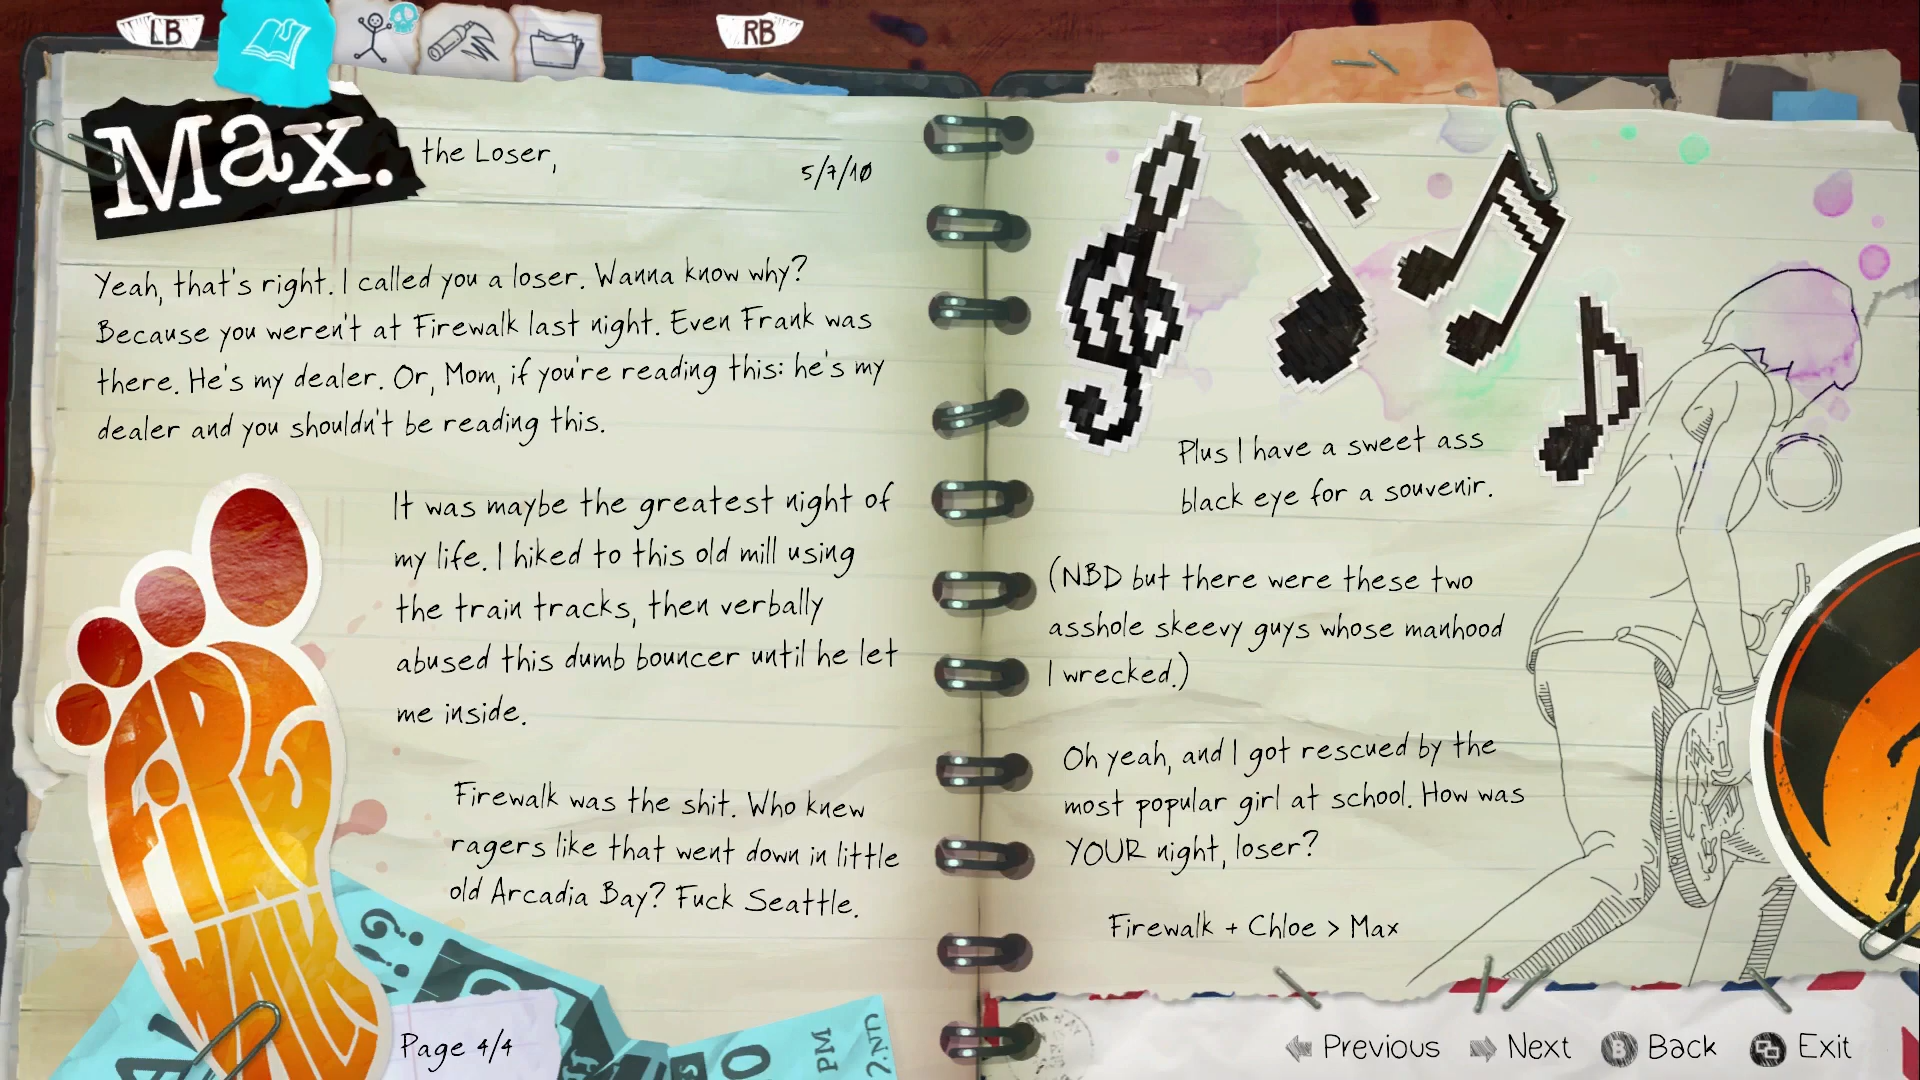 LB
RB
Max.
the Loser,
5/7/10
Yeah, that's right. I called you a loser. Wanna know why?
Because you weren't at Firewalk last night. Even Frank was
there. He's my dealer. Or, Mom, if you're reading this: he's my
dealer and you shouldn't be reading this.
It was maybe the greatest night of
my life. I hiked to this old mill using
the train tracks, then verbally
abused this dumb bouncer until he let
me inside.
Firewalk was the shit. Who knew
ragers like that went down in little
old Arcadia Bay? Fuck Seattle.
FIRE
WALK
PM
Page 4/4
Plus I have a sweet ass
black eye for a souvenir.
(NBD but there were these two
asshole skeevy guys whose manhood
I wrecked.)
Oh yeah, and I got rescued by the
most popular girl at school. How was
YOUR night, loser?
Firewalk + Chloe > Max
Previous
Next
B
Back
Exit